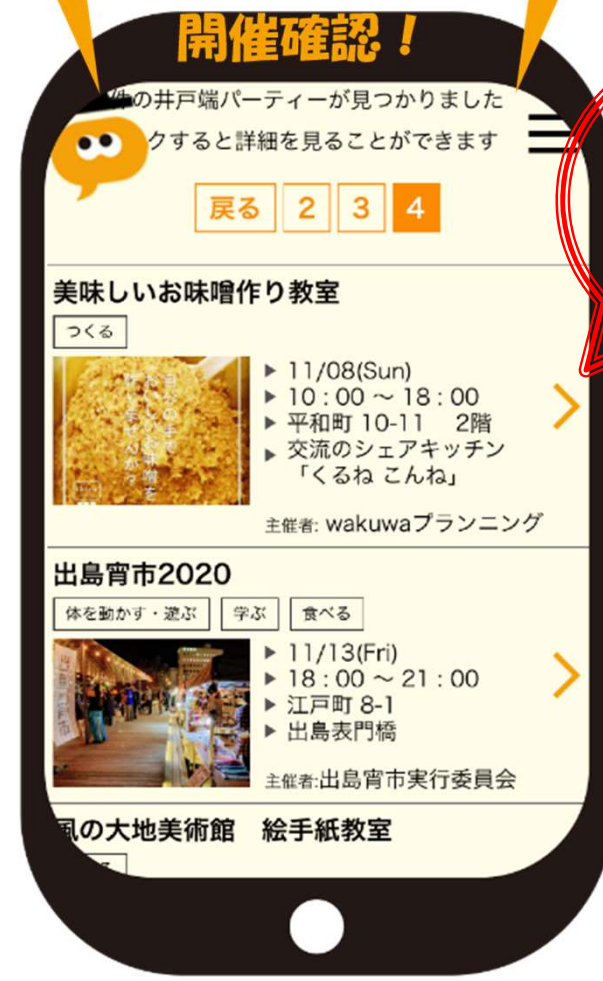 開催確認！
件の井戸端パーティーが見つかりました
クすると詳細を見ることができます
戻る 2 3 4
美味しいお味噌作り教室
つくる
11/08(Sun)
10：00 ～ 18：00
平和町 10-11　2階
交流のシェアキッチン
「くるね こんね」
主催者: wakuwaプランニング
出島宵市2020
体を動かす・遊ぶ 学ぶ 食べる
11/13(Fri)
18：00 ～ 21：00
江戸町 8-1
出島表門橋
出島宵市
主催者:出島宵市実行委員会
風の大地美術館　絵手紙教室